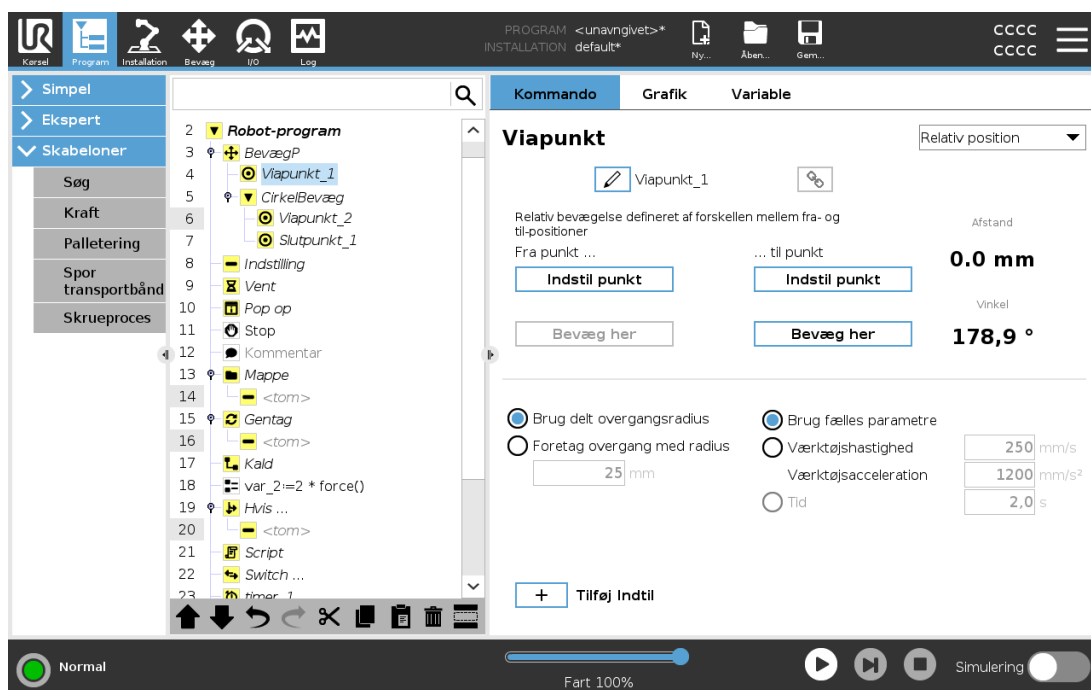 UR
Kørsel
Program
Installation
Bevæg
I/O
Log
PROGRAM <unavngivet>*
INSTALLATION default*
Ny...
Åben...
Gem...
CCCC
CCCC
Simpel
Ekspert
Skabeloner
Søg
Kraft
Palletering
Spor
transportbånd
Skrueproces
2 Robot-program
3 BevægP
4 Viapunkt_1
5 CirkelBevæg
6 Viapunkt_2
7 Slutpunkt_1
8 Indstilling
9 Vent
10 Pop op
11 Stop
12 Kommentar
13 Mappe
14 <tom>
15 Gentag
16 <tom>
17 Kald
18 var_2:=2 * force()
19 Hvis ...
20 <tom>
21 Script
22 Switch ...
23 timer_1
Kommando
Grafik
Variable
Viapunkt
Relativ position
Viapunkt_1
Relativ bevægelse defineret af forskellen mellem fra- og
til-positioner
Fra punkt ...
... til punkt
Indstil punkt
Indstil punkt
Bevæg her
Bevæg her
Afstand
0.0 mm
Vinkel
178,9 °
Brug delt overgangsradius
Foretag overgang med radius
25 mm
Brug fælles parametre
Værktøjshastighed 250 mm/s
Værktøjsacceleration 1200 mm/s²
Tid 2,0 s
+ Tilføj Indtil
Normal
Fart 100%
Simulering